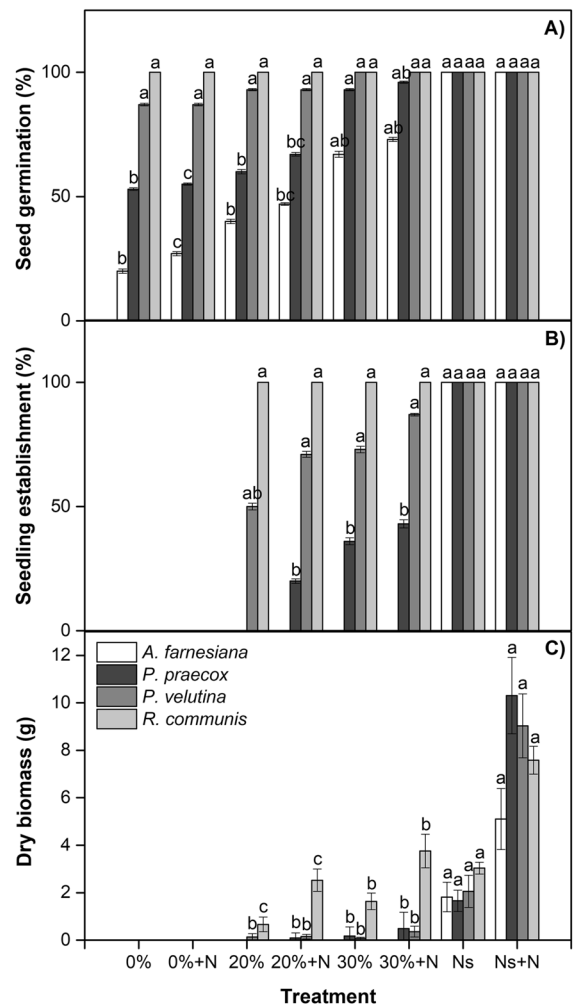 A)
Seed germination (%)
100
50
0
b b a a
c c a a
b b a a
bc bc a a
ab a a a
ab ab a a
a a a a
a a a a
B)
Seedling establishment (%)
100
50
0
ab a
b a a
b a a
b a a
a a a a
a a a a
C)
A. farnesiana
P. praecox
P. velutina
R. communis
Dry biomass (g)
12
10
8
6
4
2
0
b c
b b c
b b b
b b b
a a a a
a a a a
0% 0%+N 20% 20%+N 30% 30%+N Ns Ns+N
Treatment